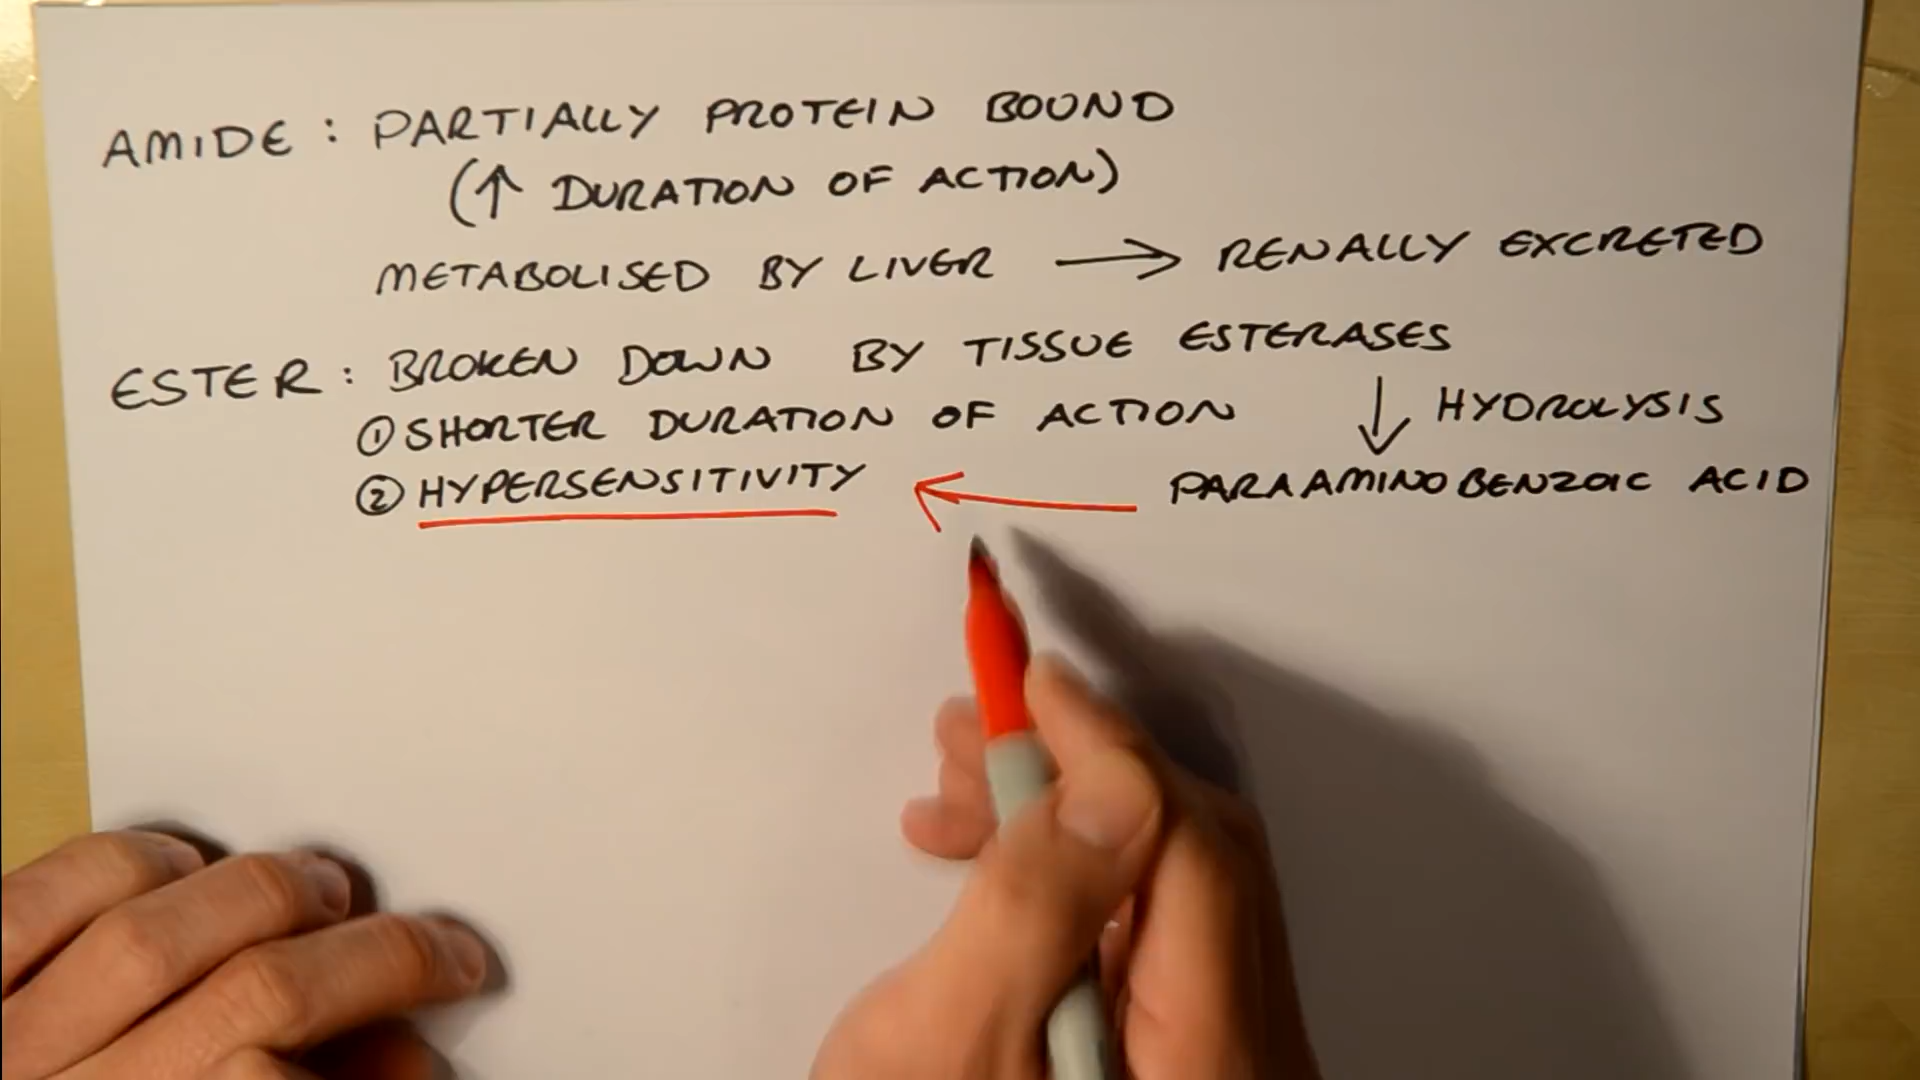 AMIDE : PARTIALLY PROTEIN BOUND
(↑ DURATION OF ACTION)
METABOLISED BY LIVER → RENALLY EXCRETED
ESTER : BROKEN DOWN BY TISSUE ESTERASES
① SHORTER DURATION OF ACTION ↓ HYDROLYSIS
② HYPERSENSITIVITY ← PARAAMINOBENZOIC ACID